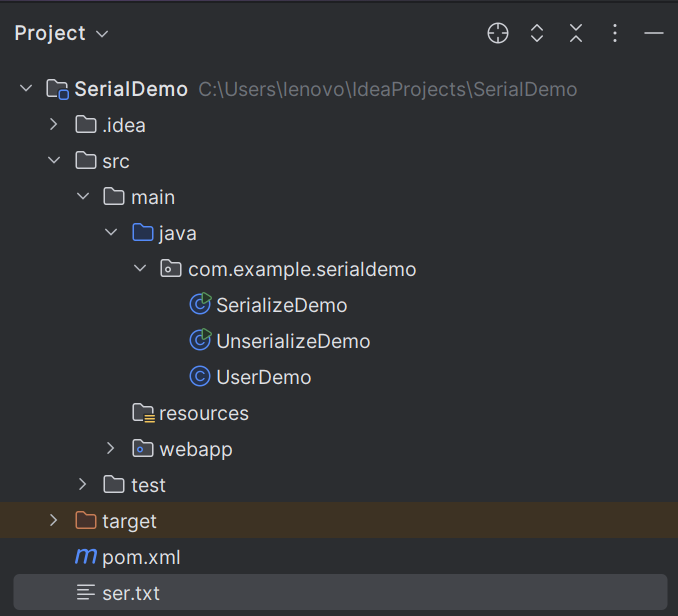 Project
SerialDemo C:\Users\lenovo\IdeaProjects\SerialDemo
.idea
src
main
java
com.example.serialdemo
SerializeDemo
UnserializeDemo
UserDemo
resources
webapp
test
target
pom.xml
ser.txt